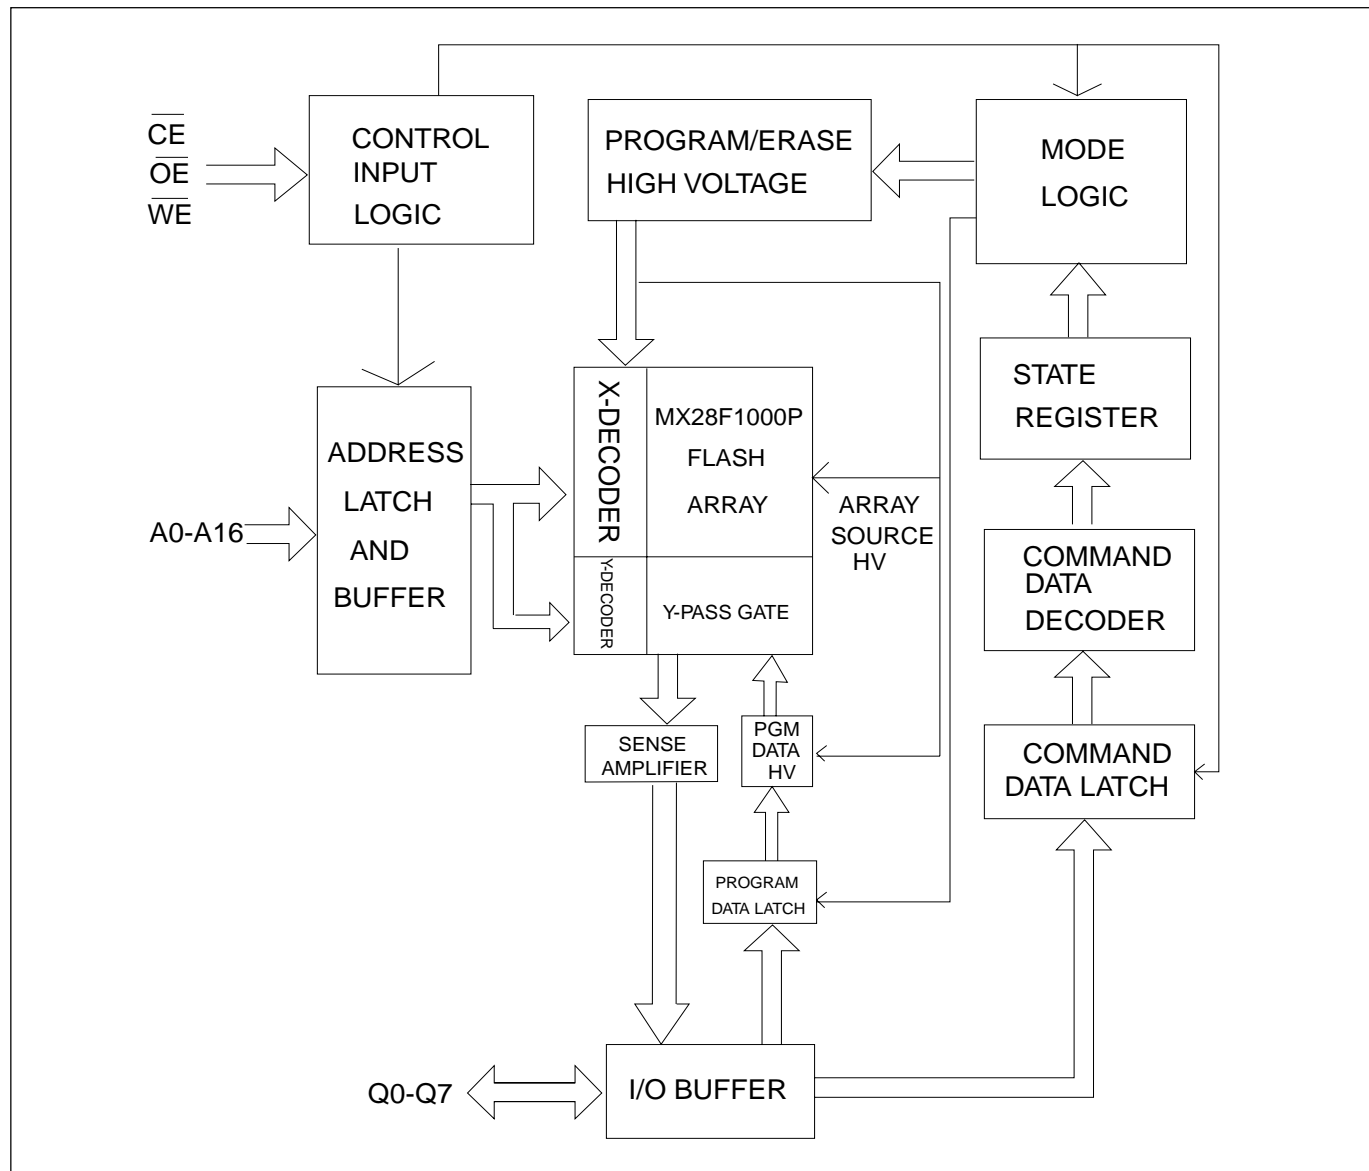 CE
OE
WE
CONTROL
INPUT
LOGIC
PROGRAM/ERASE
HIGH VOLTAGE
MODE
LOGIC
STATE
REGISTER
A0-A16
ADDRESS
LATCH
AND
BUFFER
X-DECODER
MX28F1000P
FLASH
ARRAY
ARRAY
SOURCE
HV
Y-DECODER
Y-PASS GATE
COMMAND
DATA
DECODER
SENSE
AMPLIFIER
PGM
DATA
HV
COMMAND
DATA LATCH
PROGRAM
DATA LATCH
Q0-Q7
I/O BUFFER